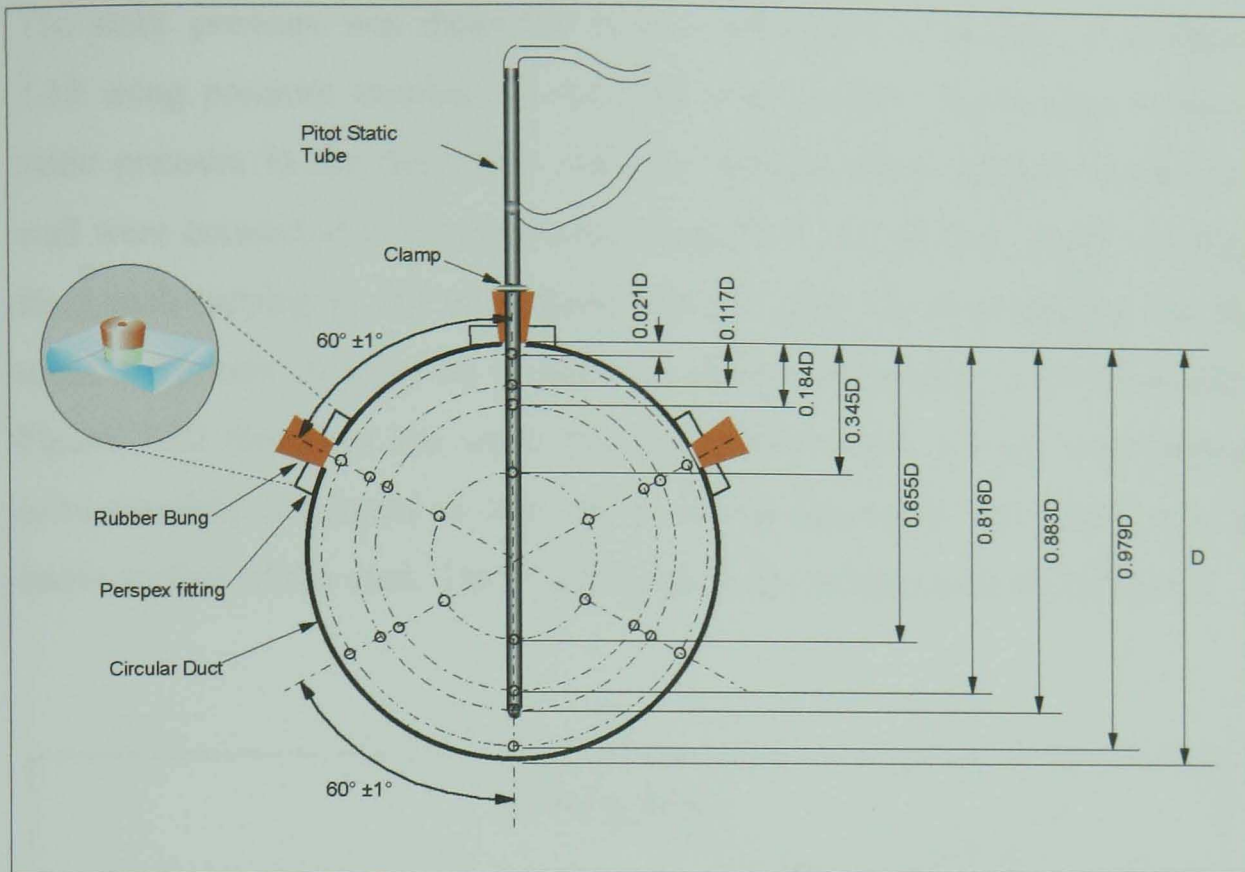 Pitot Static
Tube
Clamp
60° ±1°
0.021D
0.117D
0.184D
0.345D
0.655D
0.816D
0.883D
0.979D
D
Rubber Bung
Perspex fitting
Circular Duct
60° ±1°